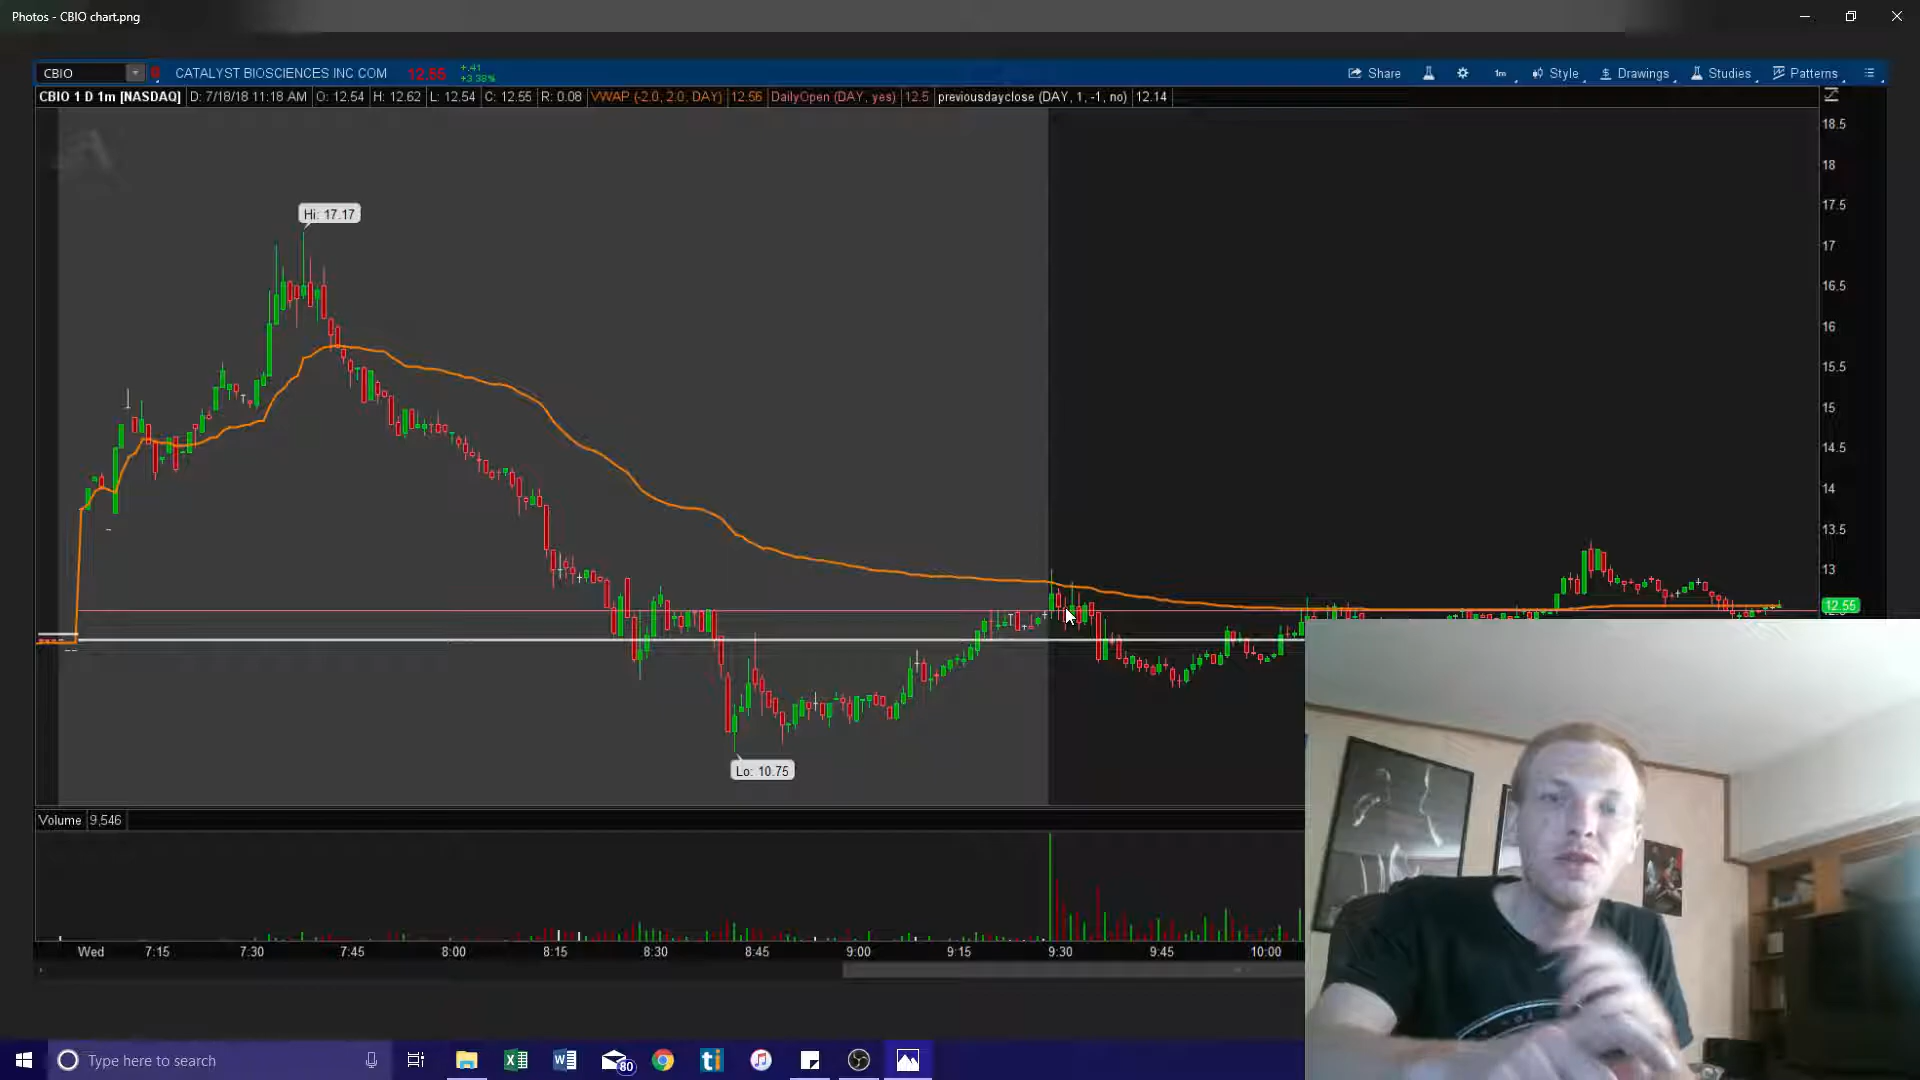 Photos - CBIO chart.png
CBIO
CATALYST BIOSCIENCES INC COM
12.55
+.41
+3.38%
Share
1m
Style
Drawings
Studies
Patterns
CBIO 1 D 1m [NASDAQ]
D: 7/18/18 11:18 AM
O: 12.54
H: 12.62
L: 12.54
C: 12.55
R: 0.08
VWAP (-2.0, 2.0, DAY)
12.56
DailyOpen (DAY, yes)
12.5
previousdayclose (DAY, 1, -1, no)
12.14
18.5
18
17.5
17
16.5
16
15.5
15
14.5
14
13.5
13
12.55
Hi: 17.17
Lo: 10.75
Volume
9,546
Wed
7:15
7:30
7:45
8:00
8:15
8:30
8:45
9:00
9:15
9:30
9:45
10:00
Type here to search
80
ti